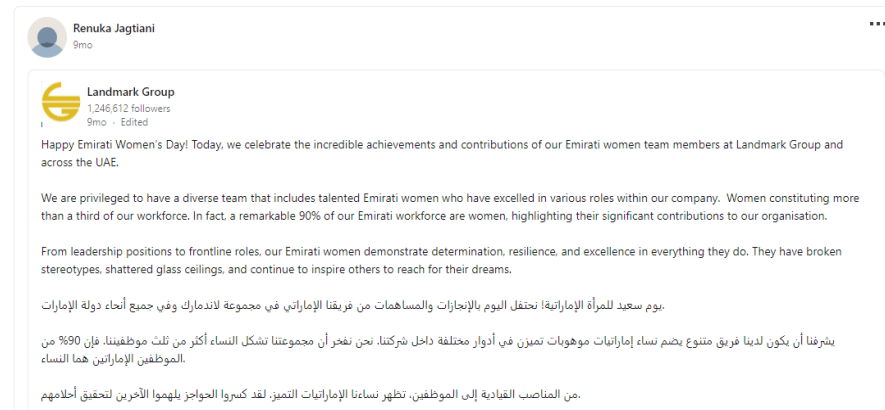 Renuka Jagtiani
9mo
Landmark Group
1,246,612 followers
9mo · Edited
Happy Emirati Women's Day! Today, we celebrate the incredible achievements and contributions of our Emirati women team members at Landmark Group and
across the UAE.
We are privileged to have a diverse team that includes talented Emirati women who have excelled in various roles within our company.  Women constituting more
than a third of our workforce. In fact, a remarkable 90% of our Emirati workforce are women, highlighting their significant contributions to our organisation.
From leadership positions to frontline roles, our Emirati women demonstrate determination, resilience, and excellence in everything they do. They have broken
stereotypes, shattered glass ceilings, and continue to inspire others to reach for their dreams.
يوم سعيد للمرأة الإماراتية! نحتفل اليوم بالإنجازات والمساهمات من فريقنا الإماراتي في مجموعة لاندمارك وفي جميع أنحاء دولة الإمارات.
يشرفنا أن يكون لدينا فريق متنوع يضم نساء إماراتيات موهوبات تميزن في أدوار مختلفة داخل شركتنا. نحن نفخر أن مجموعتنا تشكل النساء أكثر من ثلث موظفيننا. فإن 90% من
الموظفين الإماراتين هما النساء.
من المناصب القيادية إلى الموظفين، تظهر نساءنا الإماراتيات التميز. لقد كسروا الحواجز يلهموا الآخرين لتحقيق أحلامهم.